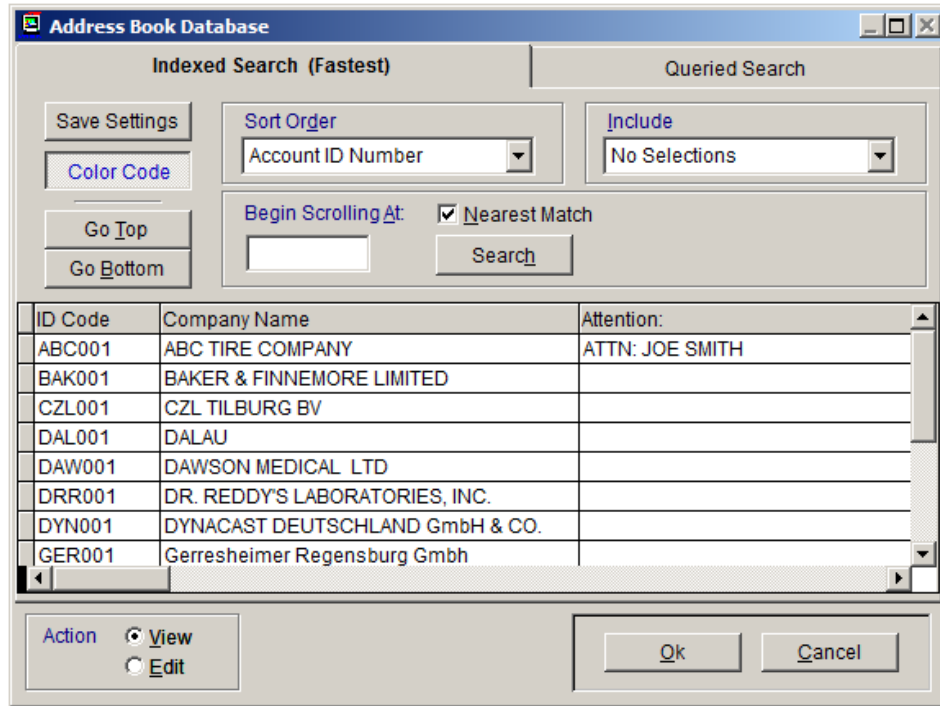 Address Book Database
Indexed Search (Fastest)
Queried Search
Save Settings
Sort Order
Include
Account ID Number
No Selections
Color Code
Begin Scrolling At:
Nearest Match
Go Top
Search
Go Bottom
ID Code Company Name Attention:
ABC001 ABC TIRE COMPANY ATTN: JOE SMITH
BAK001 BAKER & FINNEMORE LIMITED
CZL001 CZL TILBURG BV
DAL001 DALAU
DAW001 DAWSON MEDICAL  LTD
DRR001 DR. REDDY'S LABORATORIES, INC.
DYN001 DYNACAST DEUTSCHLAND GmbH & CO.
GER001 Gerresheimer Regensburg Gmbh
Action
View
Edit
Ok
Cancel